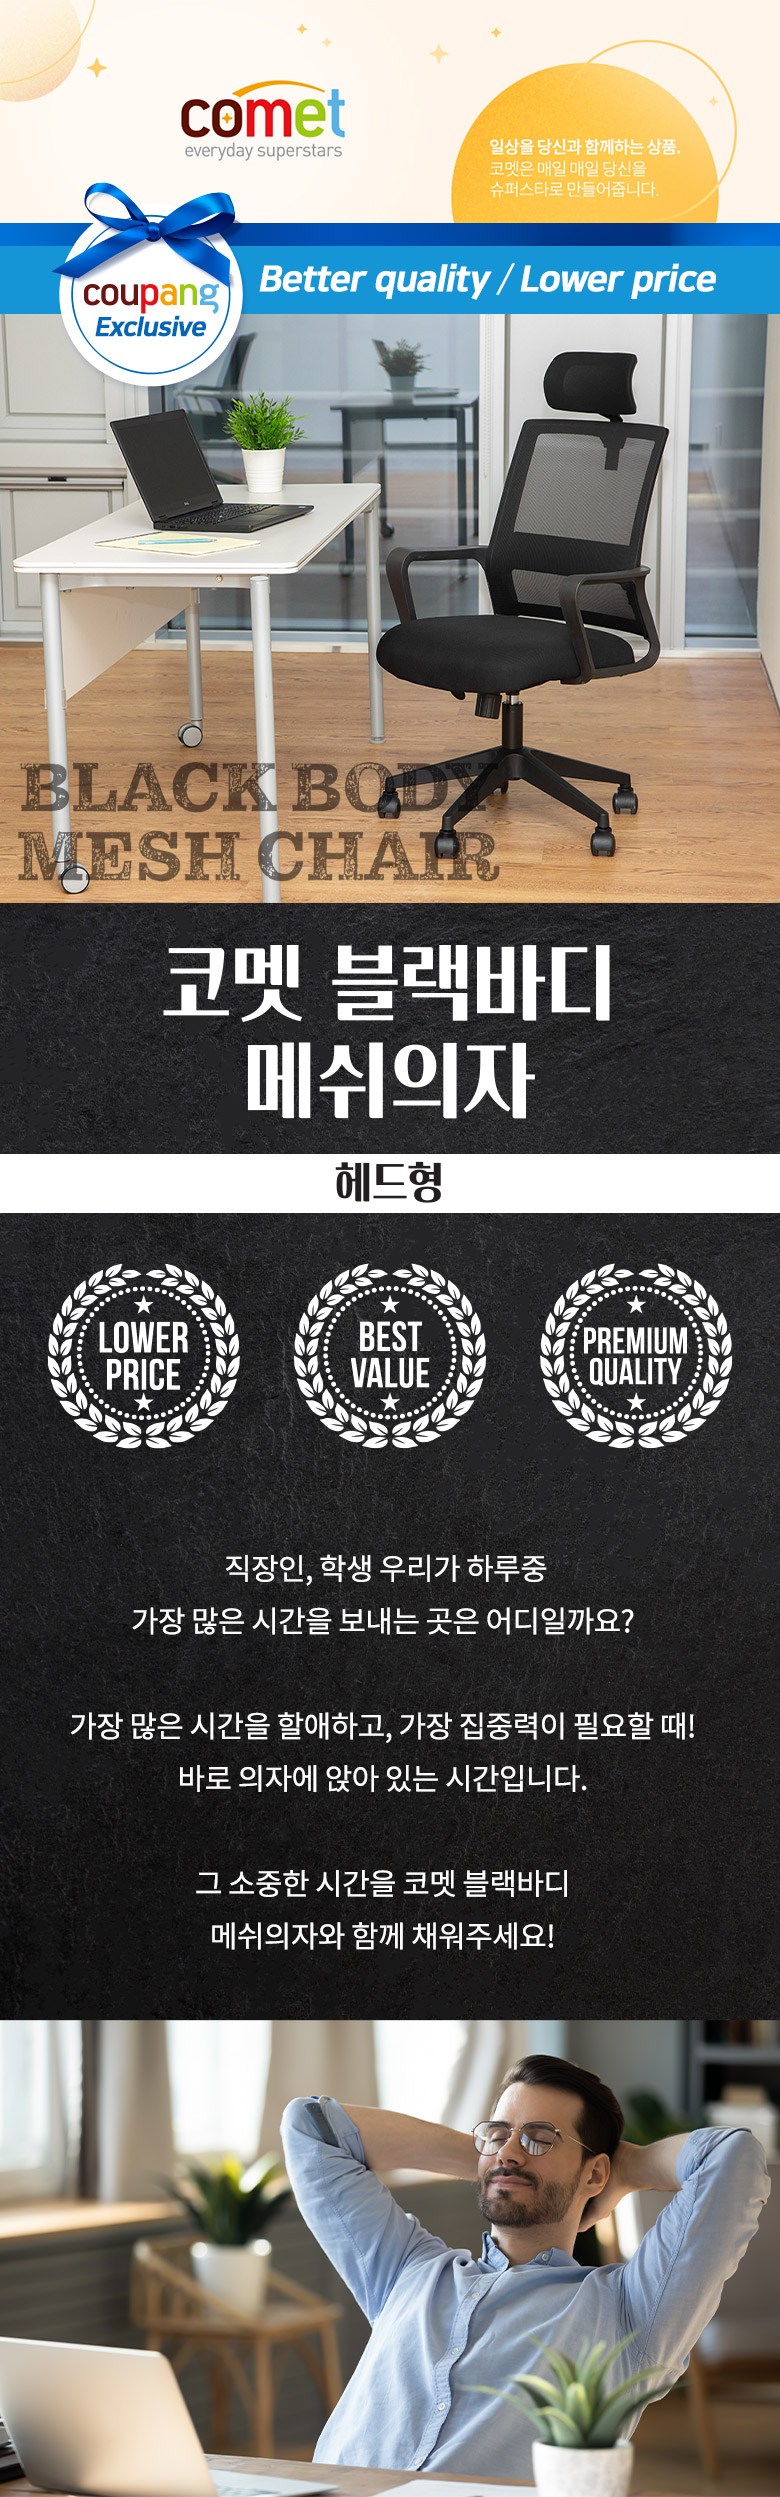 comet
everyday superstars
일상을 당신과 함께하는 상품.
코멧은 매일 매일 당신을
슈퍼스타로 만들어줍니다.
coupang
Exclusive
Better quality / Lower price
BLACK BODY
MESH CHAIR
코멧 블랙바디
메쉬의자
헤드형
LOWER
PRICE
BEST
VALUE
PREMIUM
QUALITY
직장인, 학생 우리가 하루중
가장 많은 시간을 보내는 곳은 어디일까요?
가장 많은 시간을 할애하고, 가장 집중력이 필요할 때!
바로 의자에 앉아 있는 시간입니다.
그 소중한 시간을 코멧 블랙바디
메쉬의자와 함께 채워주세요!